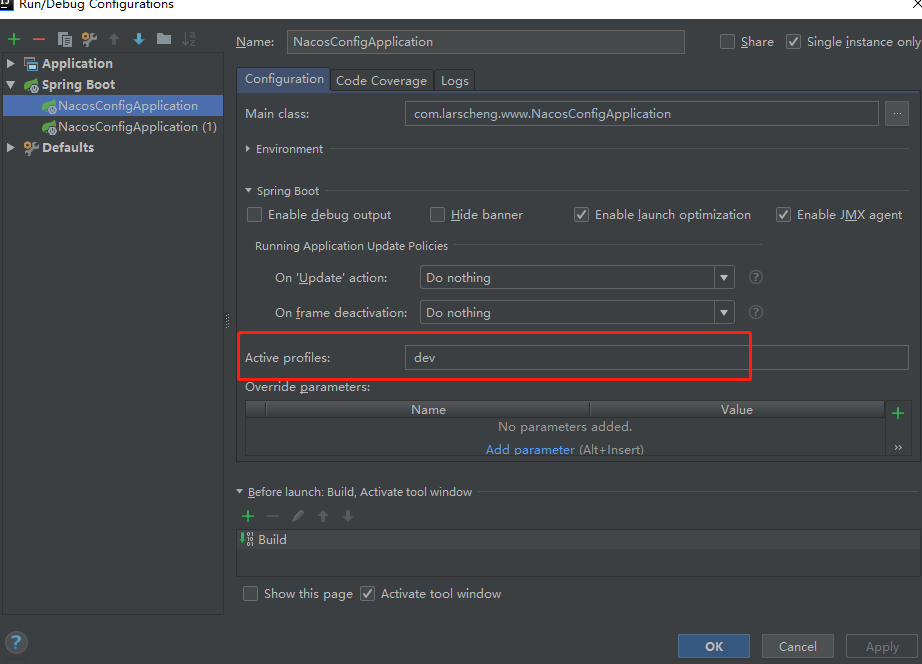 Run/Debug Configurations
Name: NacosConfigApplication Share Single instance only
Application
Spring Boot
NacosConfigApplication
NacosConfigApplication (1)
Defaults
Configuration Code Coverage Logs
Main class: com.larscheng.www.NacosConfigApplication ...
Environment
Spring Boot
Enable debug output Hide banner Enable launch optimization Enable JMX agent
Running Application Update Policies
On 'Update' action: Do nothing ?
On frame deactivation: Do nothing ?
Active profiles: dev
Override parameters:
Name Value
No parameters added.
Add parameter (Alt+Insert) »
Before launch: Build, Activate tool window
Build
Show this page Activate tool window
? OK Cancel Apply